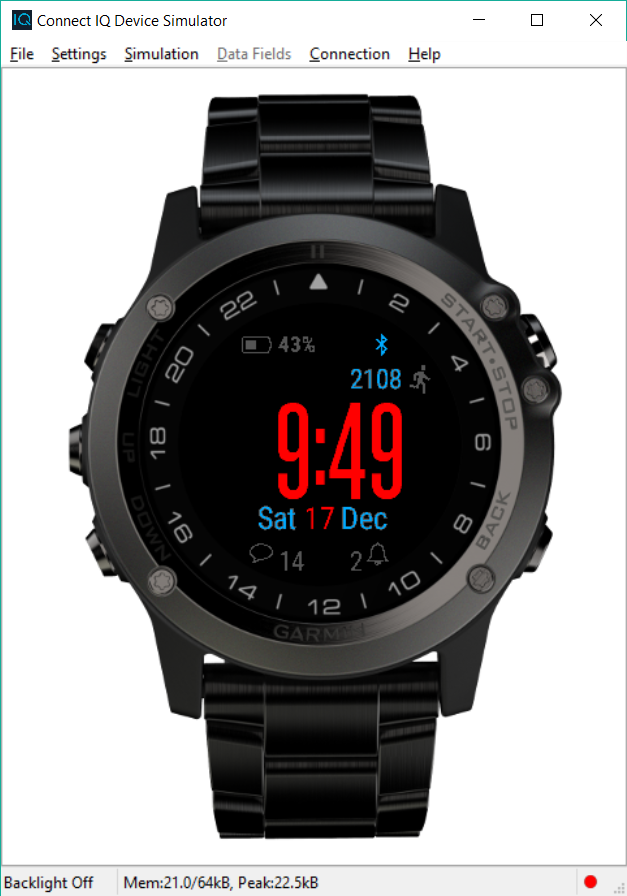 IQ Connect IQ Device Simulator
File Settings Simulation Data Fields Connection Help
22 2 4 6 8 10 12 14 16 18 20
LIGHT
UP
DOWN
START•STOP
BACK
43%
2108
9:49
Sat 17 Dec
14 2
GARMIN
Backlight Off Mem:21.0/64kB, Peak:22.5kB